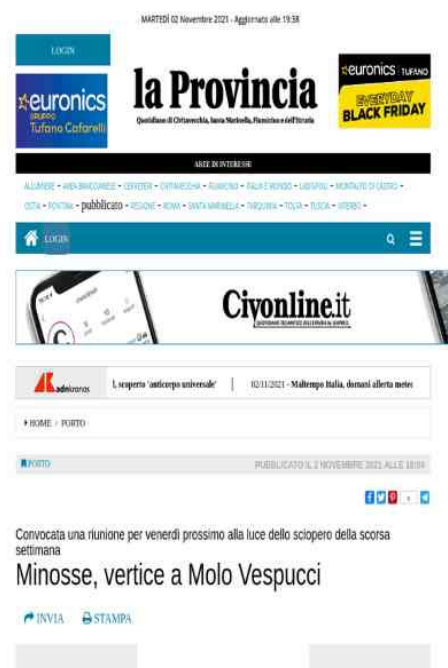 MARTEDÌ 02 Novembre 2021 - Aggiornato alle 19:38
LOGIN
euronics
GRUPPO
Tufano Cafarelli
la Provincia
Quotidiano di Civitavecchia, Santa Marinella, Fiumicino e dell'Etruria
euronics TUFANO
EVERYDAY
BLACK FRIDAY
AREE DI INTERESSE
ALLUMIERE - AREA BRACCIANESE - CERVETERI - CIVITAVECCHIA - FIUMICINO - ITALIA E MONDO - LADISPOLI - MONTALTO DI CASTRO -
OSTIA - PONTINA - pubblicato - REGIONE - ROMA - SANTA MARINELLA - TARQUINIA - TOLFA - TUSCIA - VITERBO -
LOGIN
Civonline.it
adnkronos
l, scoperto 'anticorpo universale' | 02/11/2021 - Maltempo Italia, domani allerta meteo
HOME / PORTO
PORTO
PUBBLICATO IL 2 NOVEMBRE 2021 ALLE
Convocata una riunione per venerdì prossimo alla luce dello sciopero della scorsa
settimana
Minosse, vertice a Molo Vespucci
INVIA STAMPA